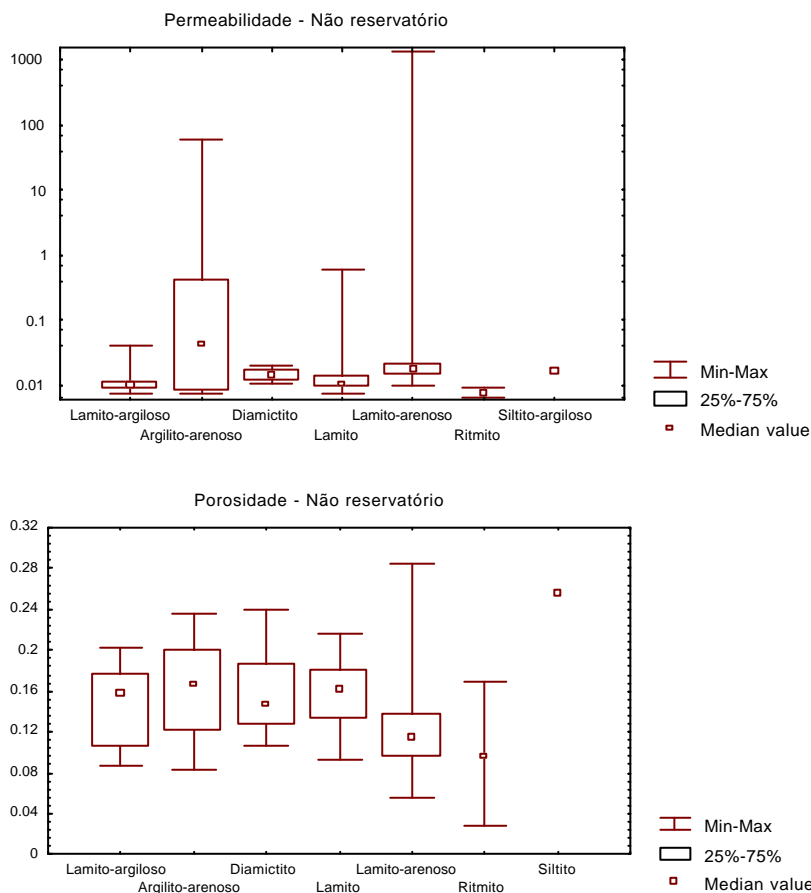 Permeabilidade - Não reservatório
1000
100
10
1
0.1
0.01
Lamito-argiloso
Diamictito
Lamito-arenoso
Siltito-argiloso
Argilito-arenoso
Lamito
Ritmito
Min-Max
25%-75%
Median value
Porosidade - Não reservatório
0.32
0.28
0.24
0.2
0.16
0.12
0.08
0.04
0
Lamito-argiloso
Diamictito
Lamito-arenoso
Siltito
Argilito-arenoso
Lamito
Ritmito
Min-Max
25%-75%
Median value